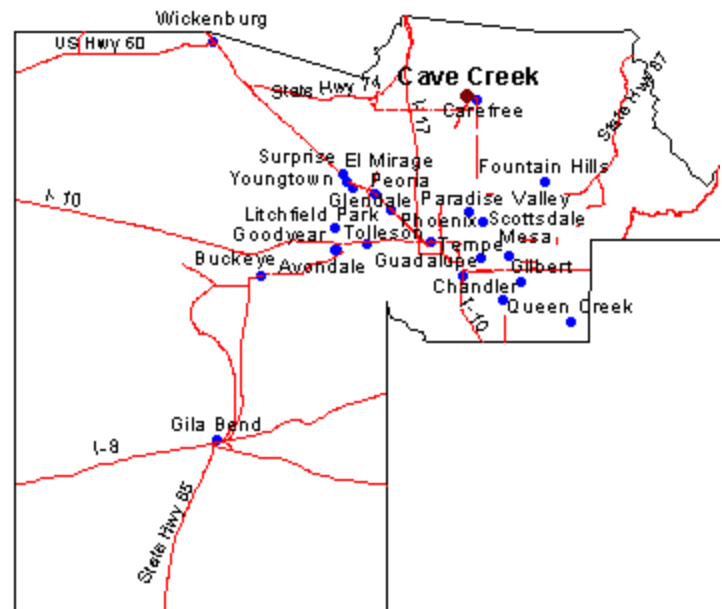 Wickenburg
US Hwy 60
State Hwy 74
Cave Creek
Carefree
I-17
State Hwy 87
Surprise
El Mirage
Fountain Hills
Youngtown
Peoria
Glendale
Paradise Valley
I-10
Litchfield Park
Phoenix
Scottsdale
Goodyear
Tolleson
Tempe
Mesa
Buckeye
Avondale
Guadalupe
Gilbert
Chandler
I-10
Queen Creek
Gila Bend
I-8
State Hwy 85